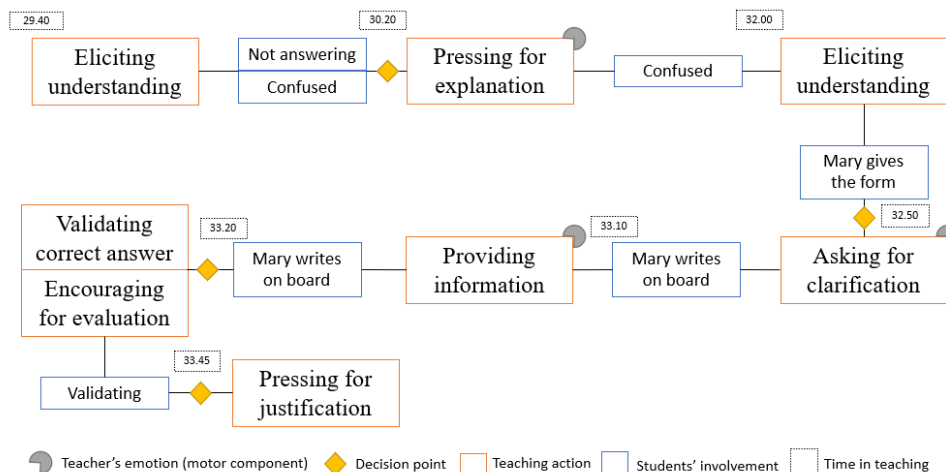 29.40
30.20
32.00
Eliciting
understanding
Not answering
Confused
Pressing for
explanation
Confused
Eliciting
understanding
Mary gives
the form
32.50
Validating
correct answer
Encouraging
for evaluation
33.20
Mary writes
on board
Providing
information
33.10
Mary writes
on board
Asking for
clarification
Validating
33.45
Pressing for
justification
Teacher's emotion (motor component)
Decision point
Teaching action
Students' involvement
Time in teaching